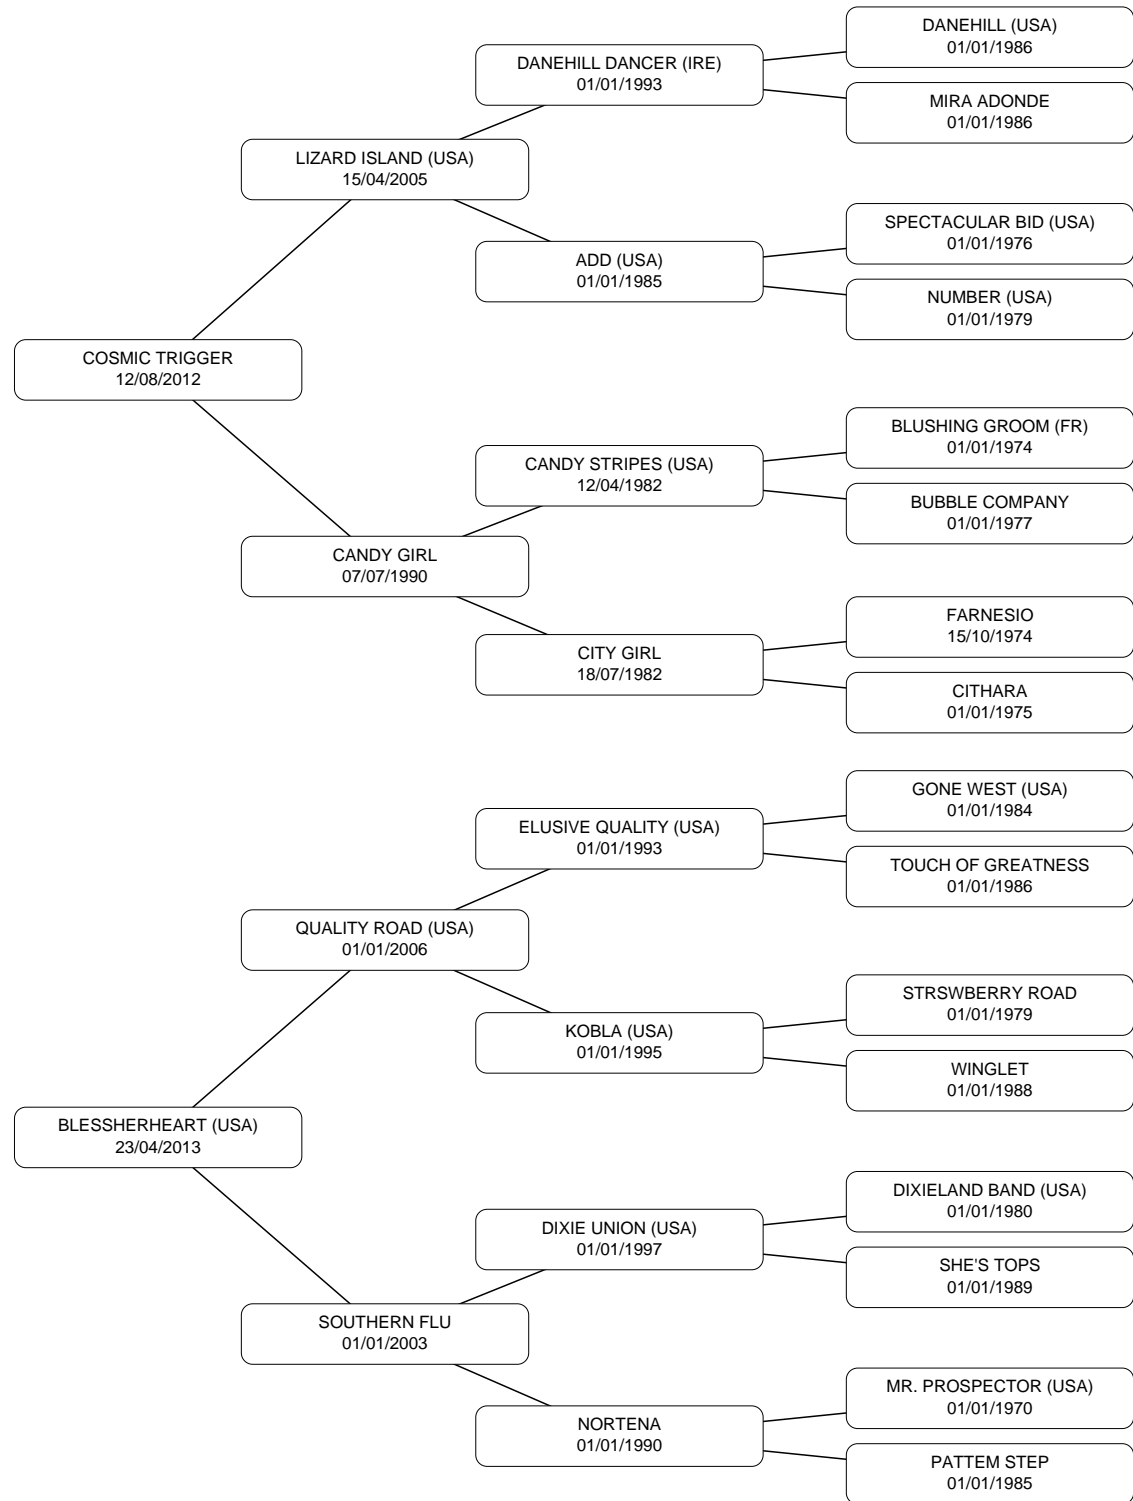 DANEHILL (USA)
01/01/1986
DANEHILL DANCER (IRE)
01/01/1993
MIRA ADONDE
01/01/1986
LIZARD ISLAND (USA)
15/04/2005
SPECTACULAR BID (USA)
01/01/1976
ADD (USA)
01/01/1985
NUMBER (USA)
01/01/1979
COSMIC TRIGGER
12/08/2012
BLUSHING GROOM (FR)
01/01/1974
CANDY STRIPES (USA)
12/04/1982
BUBBLE COMPANY
01/01/1977
CANDY GIRL
07/07/1990
FARNESIO
15/10/1974
CITY GIRL
18/07/1982
CITHARA
01/01/1975
GONE WEST (USA)
01/01/1984
ELUSIVE QUALITY (USA)
01/01/1993
TOUCH OF GREATNESS
01/01/1986
QUALITY ROAD (USA)
01/01/2006
STRSWBERRY ROAD
01/01/1979
KOBLA (USA)
01/01/1995
WINGLET
01/01/1988
BLESSHERHEART (USA)
23/04/2013
DIXIELAND BAND (USA)
01/01/1980
DIXIE UNION (USA)
01/01/1997
SHE'S TOPS
01/01/1989
SOUTHERN FLU
01/01/2003
MR. PROSPECTOR (USA)
01/01/1970
NORTENA
01/01/1990
PATTEM STEP
01/01/1985